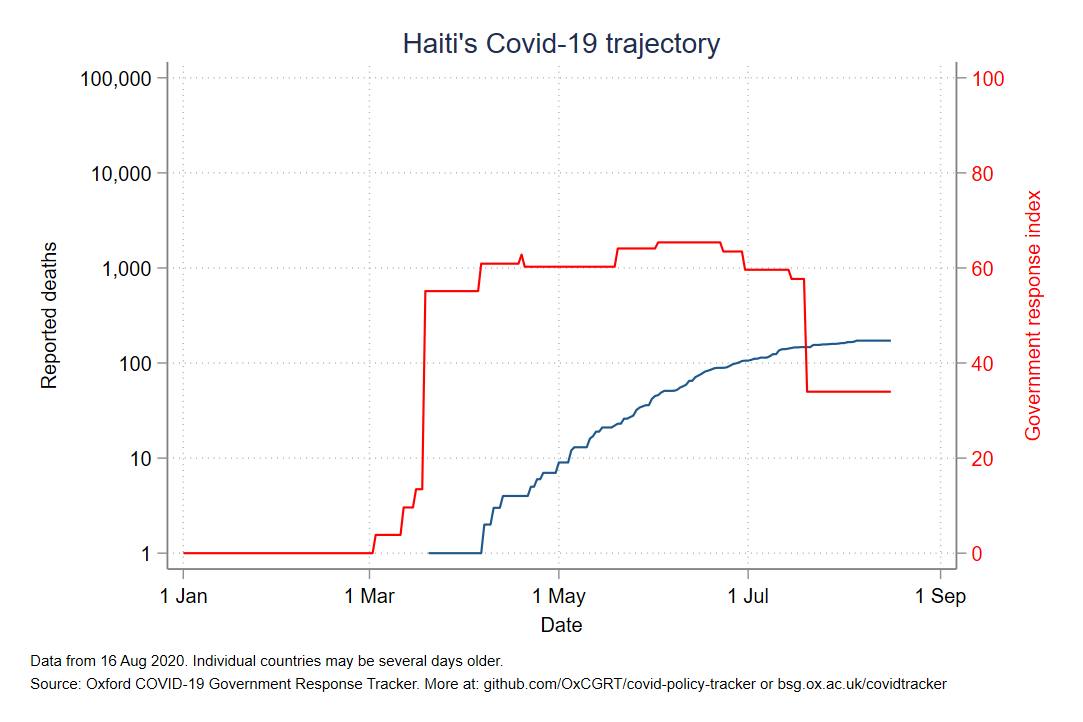 Haiti's Covid-19 trajectory
100,000
10,000
1,000
100
10
1
Reported deaths
100
80
60
40
20
0
Government response index
1 Jan
1 Mar
1 May
1 Jul
1 Sep
Date
Data from 16 Aug 2020. Individual countries may be several days older.
Source: Oxford COVID-19 Government Response Tracker. More at: github.com/OxCGRT/covid-policy-tracker or bsg.ox.ac.uk/covidtracker